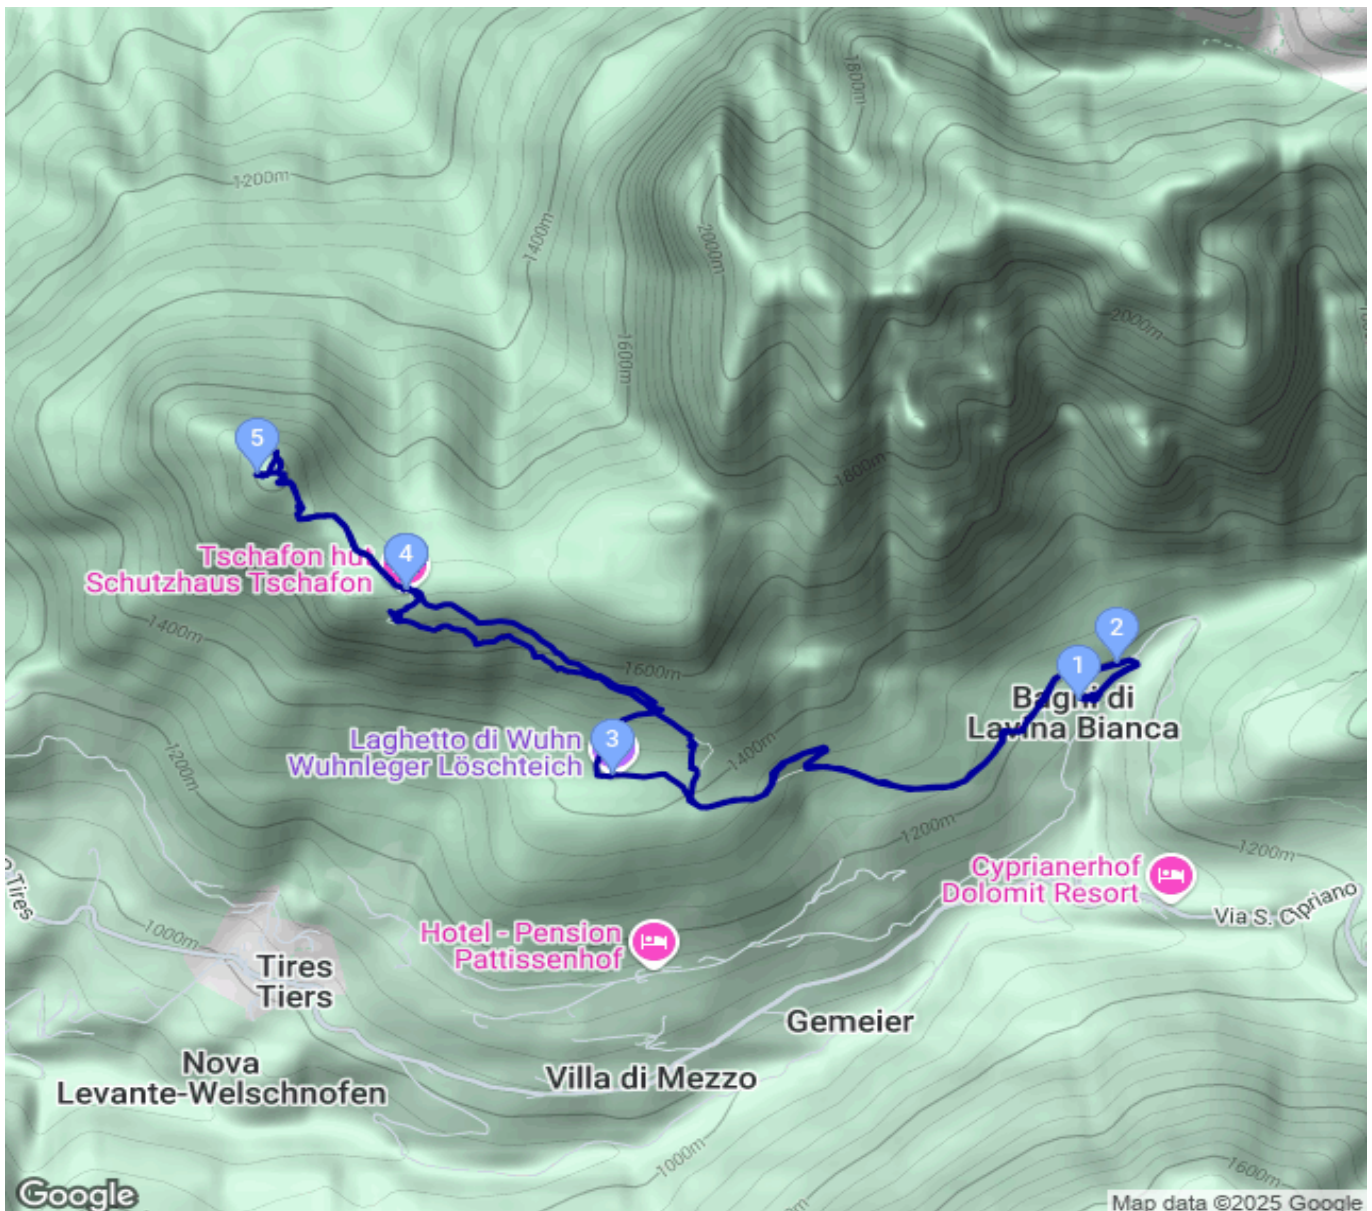 1800m
1200m
1400m
2000m
2000m
1600m
1800m
5
Tschafon hut
Schutzhaus Tschafon
4
1400m
1600m
2
1
Bagni di
Lavina Bianca
Laghetto di Wuhn
Wuhnleger Löschteich
3
1400m
1200m
1200m
Cyprianerhof
Dolomit Resort
Via S. Cipriano
Tires
Hotel - Pension
Pattissenhof
1000m
Tires
Tiers
Gemeier
Nova
Levante-Welschnofen
Villa di Mezzo
1000m
1600m
Google
Map data ©2025 Google